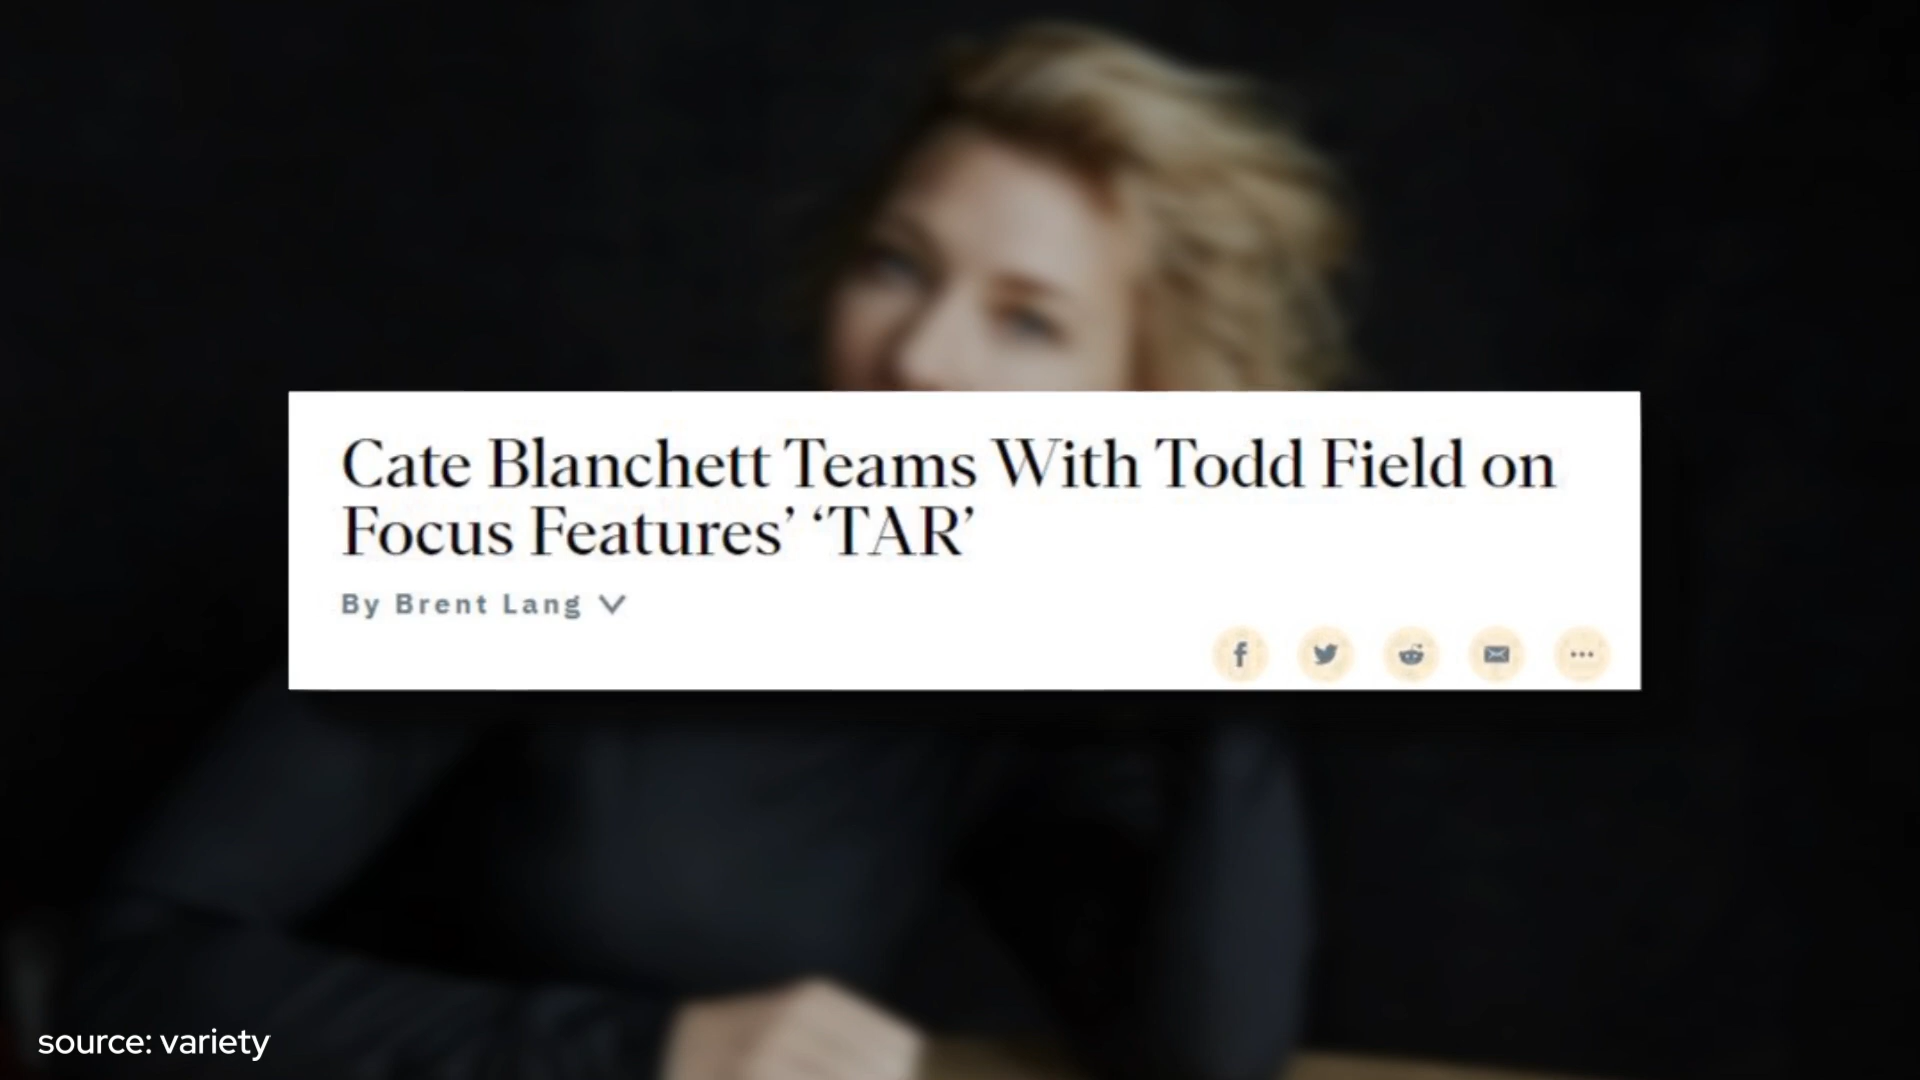 Cate Blanchett Teams With Todd Field on
Focus Features’ ‘TAR’
By Brent Lang
source: variety